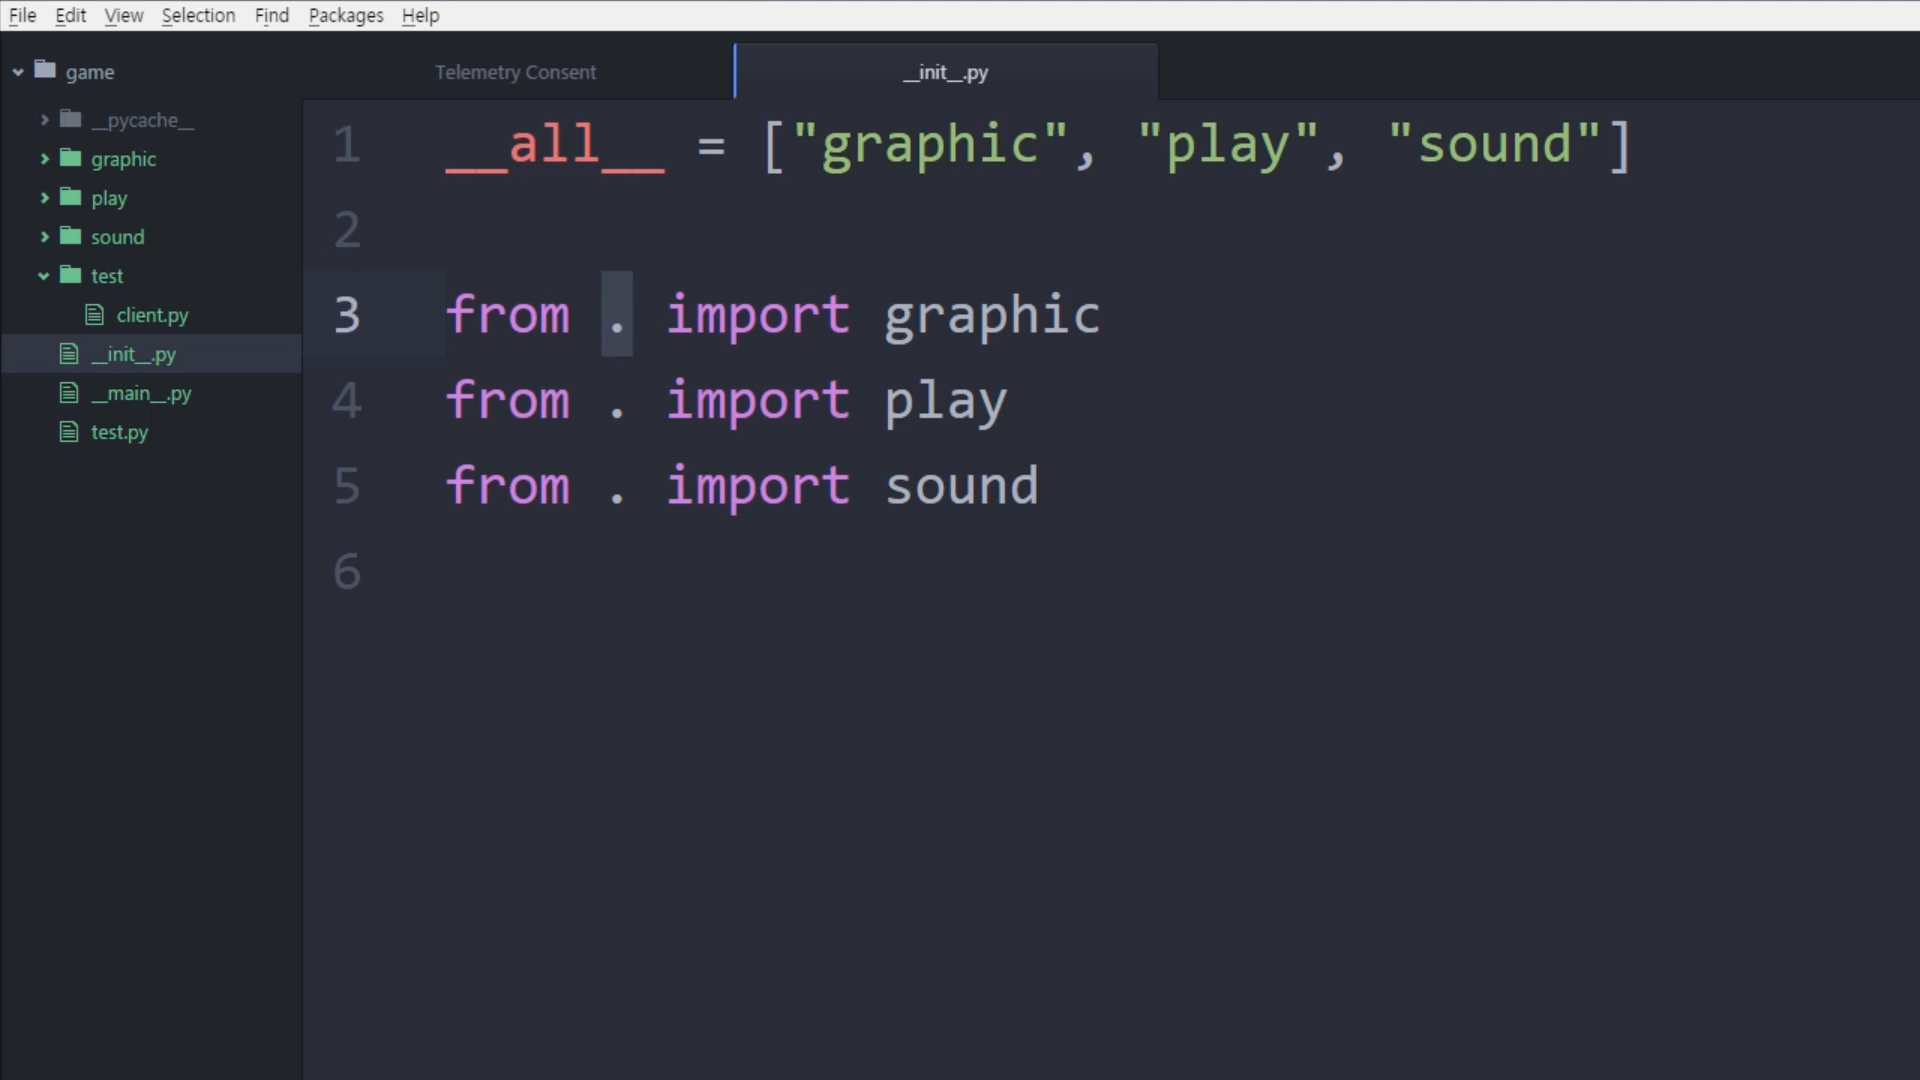 File Edit View Selection Find Packages Help
game
__pycache__
graphic
play
sound
test
client.py
__init__.py
__main__.py
test.py
Telemetry Consent
__init__.py
1 __all__ = ["graphic", "play", "sound"]
2
3 from . import graphic
4 from . import play
5 from . import sound
6